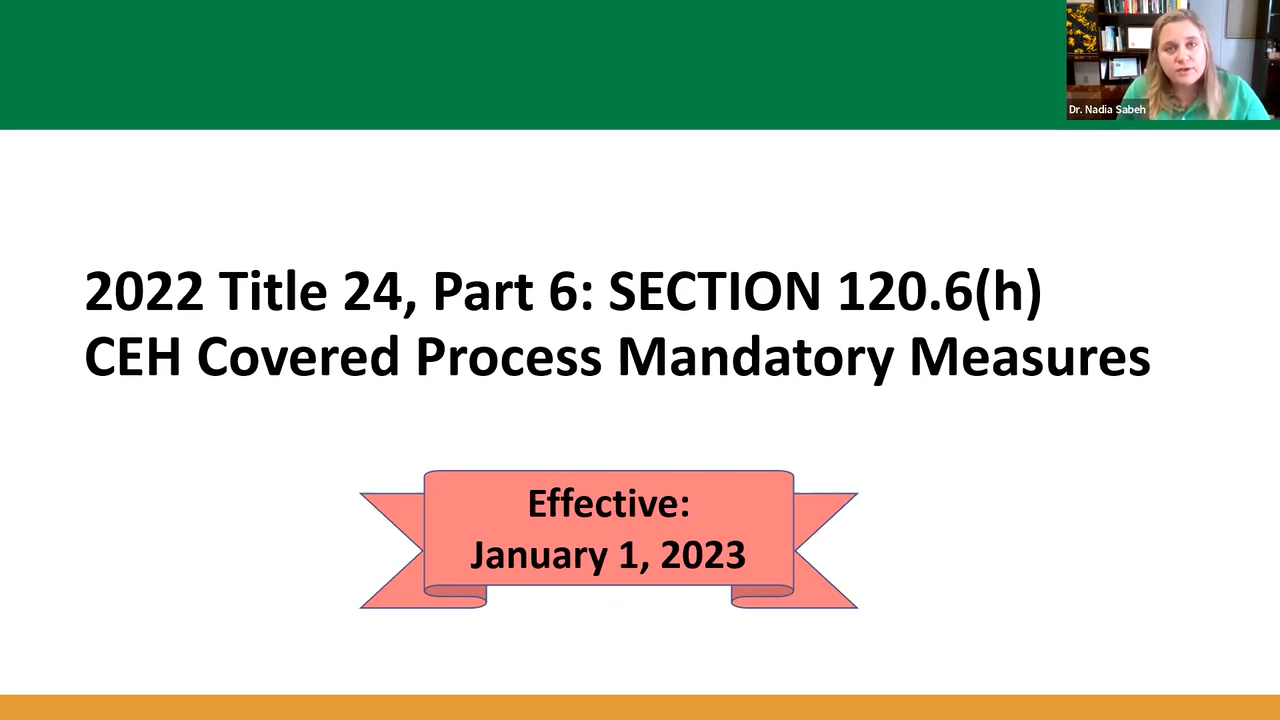 Dr. Nadia Sabeh
2022 Title 24, Part 6: SECTION 120.6(h)
CEH Covered Process Mandatory Measures
Effective:
January 1, 2023